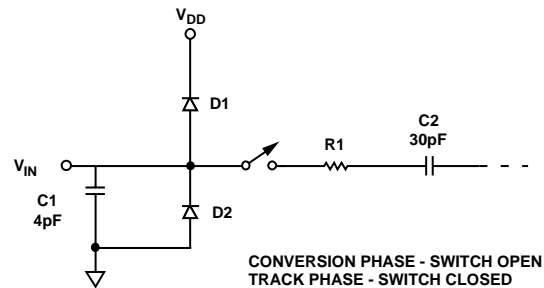 VDD
D1
C2
30pF
R1
VIN
C1
4pF
D2
CONVERSION PHASE - SWITCH OPEN
TRACK PHASE - SWITCH CLOSED